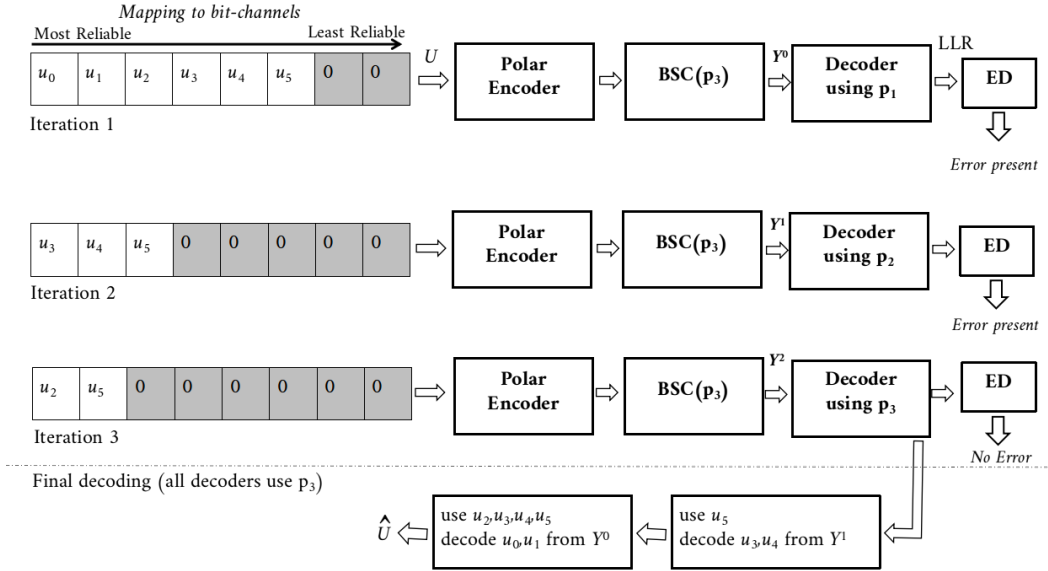 Mapping to bit-channels
Most Reliable Least Reliable
u₀ u₁ u₂ u₃ u₄ u₅ 0 0
Iteration 1
U
Polar
Encoder
BSC(p₃)
Y⁰
Decoder
using p₁
LLR
ED
Error present
u₃ u₄ u₅ 0 0 0 0 0
Iteration 2
Polar
Encoder
BSC(p₃)
Y¹
Decoder
using p₂
ED
Error present
u₂ u₅ 0 0 0 0 0 0
Iteration 3
Polar
Encoder
BSC(p₃)
Y²
Decoder
using p₃
ED
No Error
Final decoding (all decoders use p₃)
Û
use u₂,u₃,u₄,u₅
decode u₀,u₁ from Y⁰
use u₅
decode u₃,u₄ from Y¹